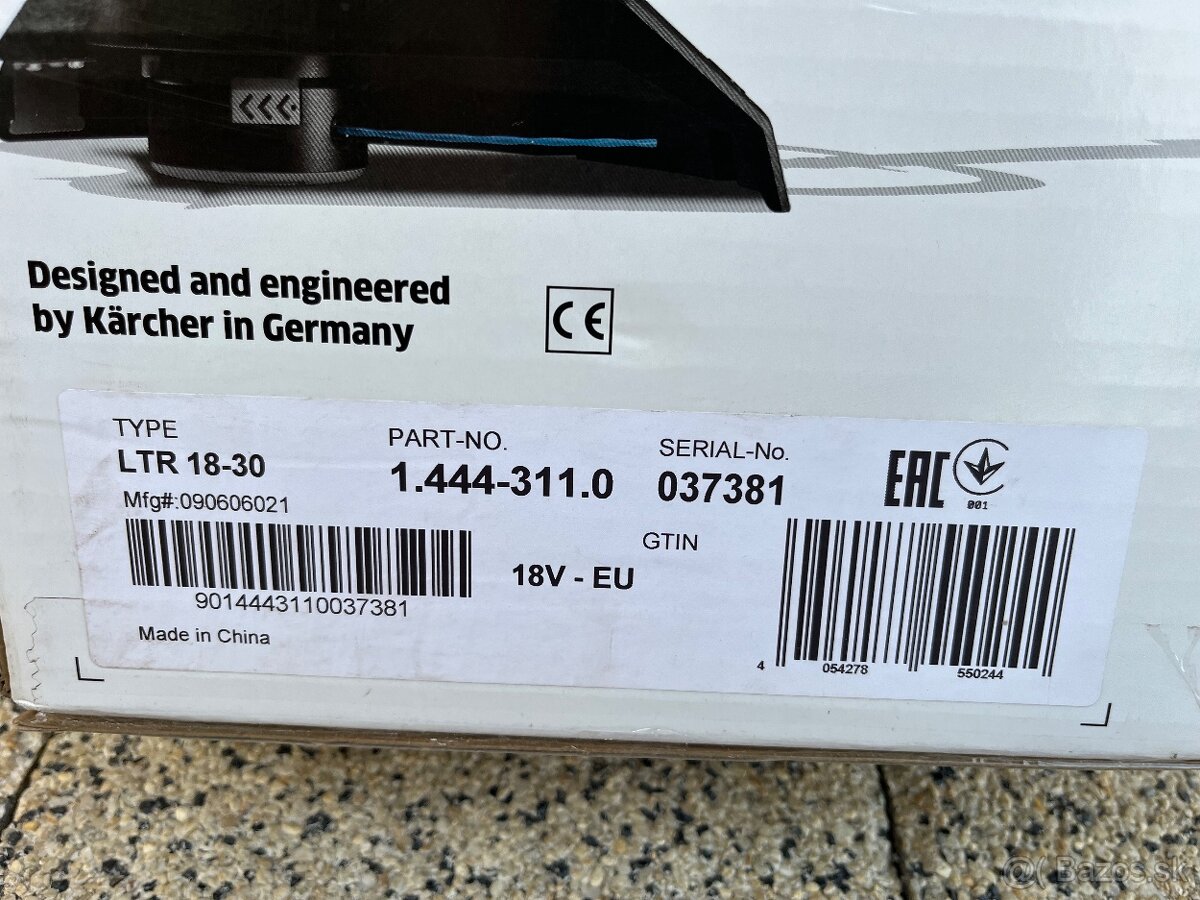 Designed and engineered
by Kärcher in Germany
CE
TYPE
LTR 18-30
Mfg#:090606021
PART-NO.
1.444-311.0
SERIAL-No.
037381
EAC
001
9014443110037381
Made in China
18V - EU
GTIN
4 054278 550244
Bazos.sk